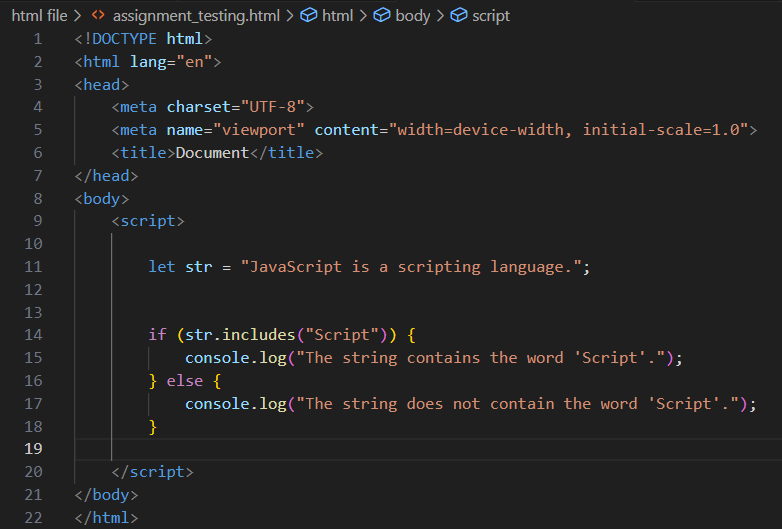 html file > <> assignment_testing.html > html > body > script
1 <!DOCTYPE html>
2 <html lang="en">
3 <head>
4     <meta charset="UTF-8">
5     <meta name="viewport" content="width=device-width, initial-scale=1.0">
6     <title>Document</title>
7 </head>
8 <body>
9     <script>
10
11         let str = "JavaScript is a scripting language.";
12
13
14         if (str.includes("Script")) {
15             console.log("The string contains the word 'Script'.");
16         } else {
17             console.log("The string does not contain the word 'Script'.");
18         }
19
20     </script>
21 </body>
22 </html>